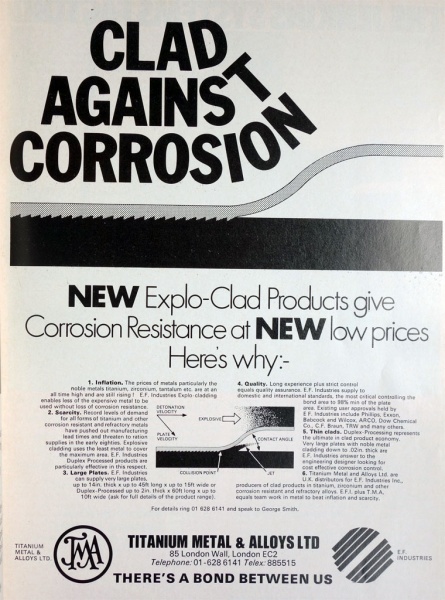 CLAD
AGAINST
CORROSION
NEW Explo-Clad Products give
Corrosion Resistance at NEW low prices
Here's why:-
1. Inflation. The prices of metals particularly the
noble metals titanium, zirconium, tantalum etc. are at an
all time high and are still rising! E.F. Industries Explo-cladding
enables less of the expensive metal to be
used without loss of corrosion resistance.
2. Scarcity. Record levels of demand
for all forms of titanium and other
corrosion resistant and refractory metals
have pushed out manufacturing
lead times and threaten to ration
supplies in the early eighties. Explosive
cladding uses the least metal to cover
the maximum area. E.F. Industries
Duplex Processed products are
particularly effective in this respect.
3. Large Plates. E.F. Industries
can supply very large plates,
up to 14in. thick x up to 45ft long x up to 15ft wide or
Duplex-Processed up to 2in. thick x 60ft long x up to
10ft wide (ask for full details of the product range).
DETONATION
VELOCITY
EXPLOSIVE
PLATE
VELOCITY
CONTACT ANGLE
COLLISION POINT
JET
4. Quality. Long experience plus strict control
equals quality assurance. E.F. Industries supply to
domestic and international standards, the most critical controlling the
bond area to 98% min of the plate
area. Existing user approvals held by
E.F. Industries include Philips, Exxon,
Babcock and Wilcox, ARCO, Dow Chemical
Co., C.F. Braun, TRW and many others.
5. Thin clads. Duplex-Processing represents
the ultimate in clad product economy.
Very large plates with noble metal
cladding down to .02in. thick are
E.F. Industries answer to the
engineering designer looking for
cost effective corrosion control.
6. Titanium Metal and Alloys Ltd. are
U.K. distributors for E.F. Industries Inc.,
producers of clad products in titanium, zirconium and other
corrosion resistant and refractory alloys. E.F.I. plus T.M.A.
equals team work in metal to beat inflation and scarcity.
For details ring 01 628 6141 and speak to George Smith.
TITANIUM
METAL &
ALLOYS LTD.
TMA
TITANIUM METAL & ALLOYS LTD
85 London Wall, London EC2
Telephone: 01-628 6141 Telex: 885515
THERE'S A BOND BETWEEN US
E.F.
INDUSTRIES